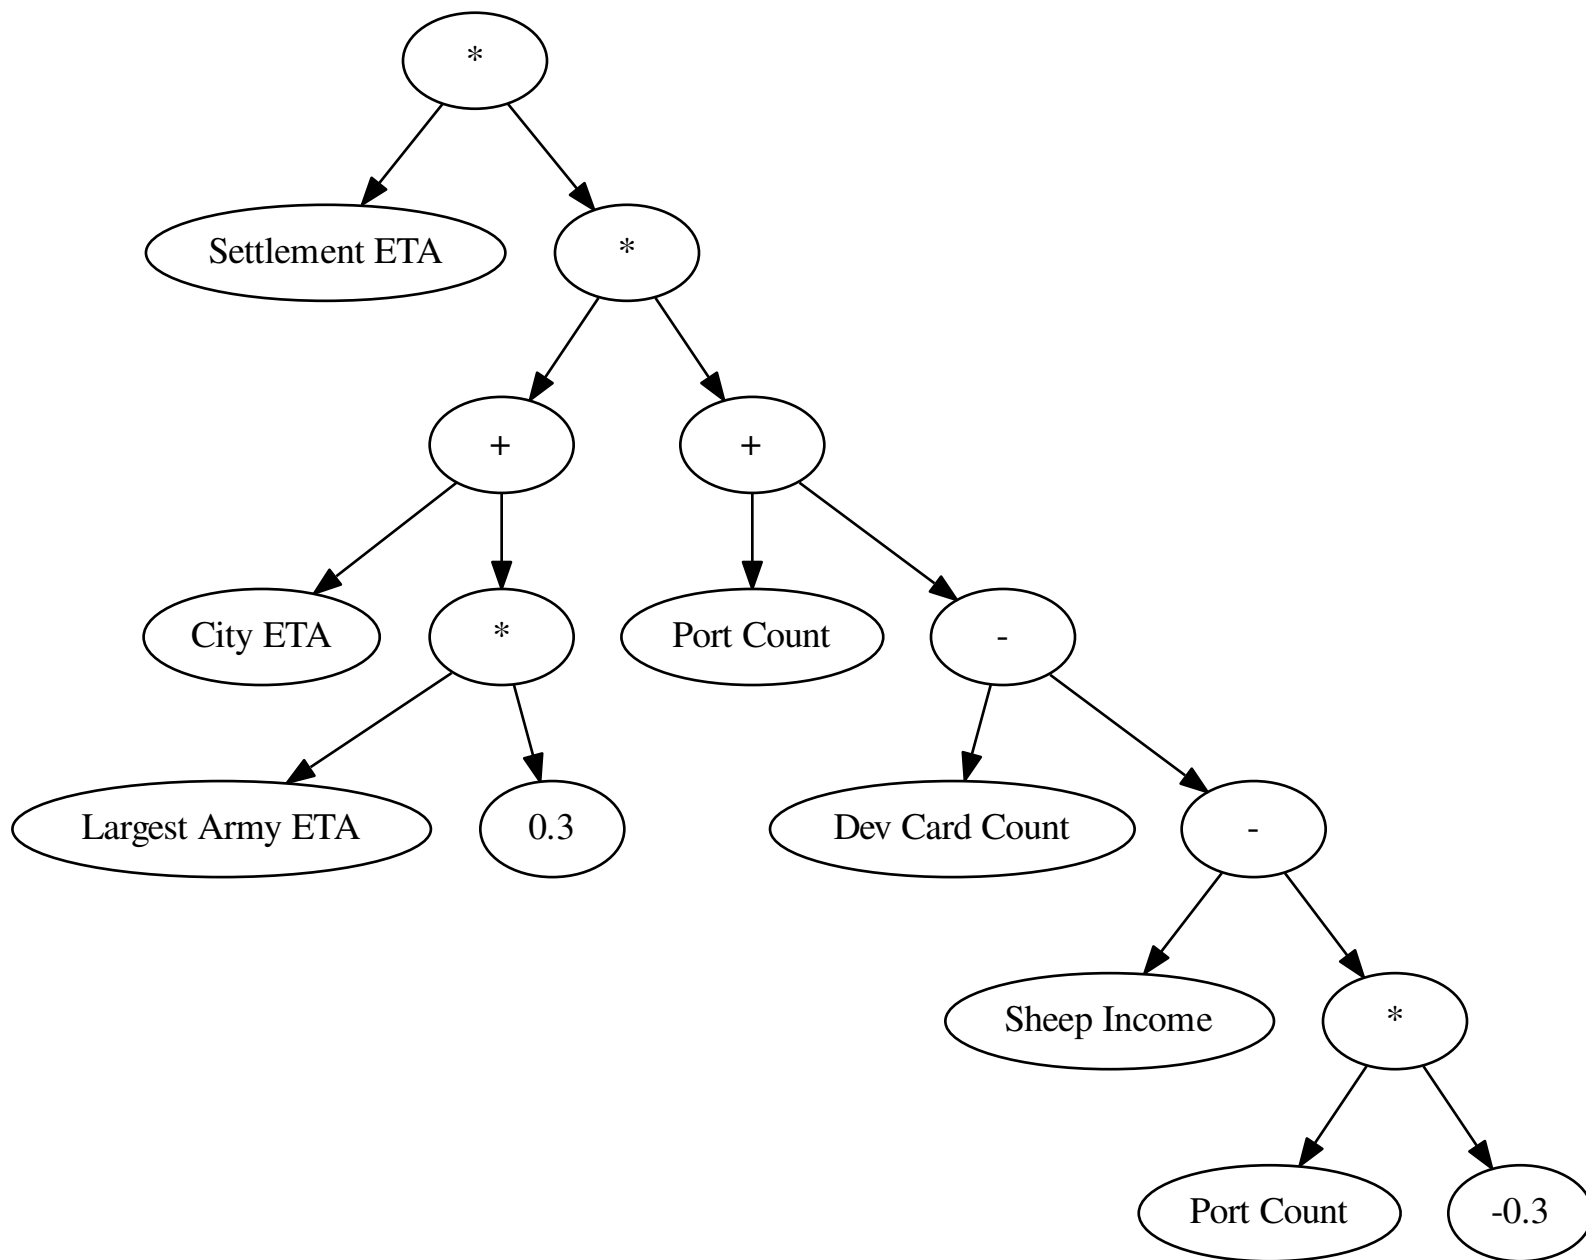 *
Settlement ETA
*
+
+
City ETA
*
Port Count
-
Largest Army ETA
0.3
Dev Card Count
-
Sheep Income
*
Port Count
-0.3